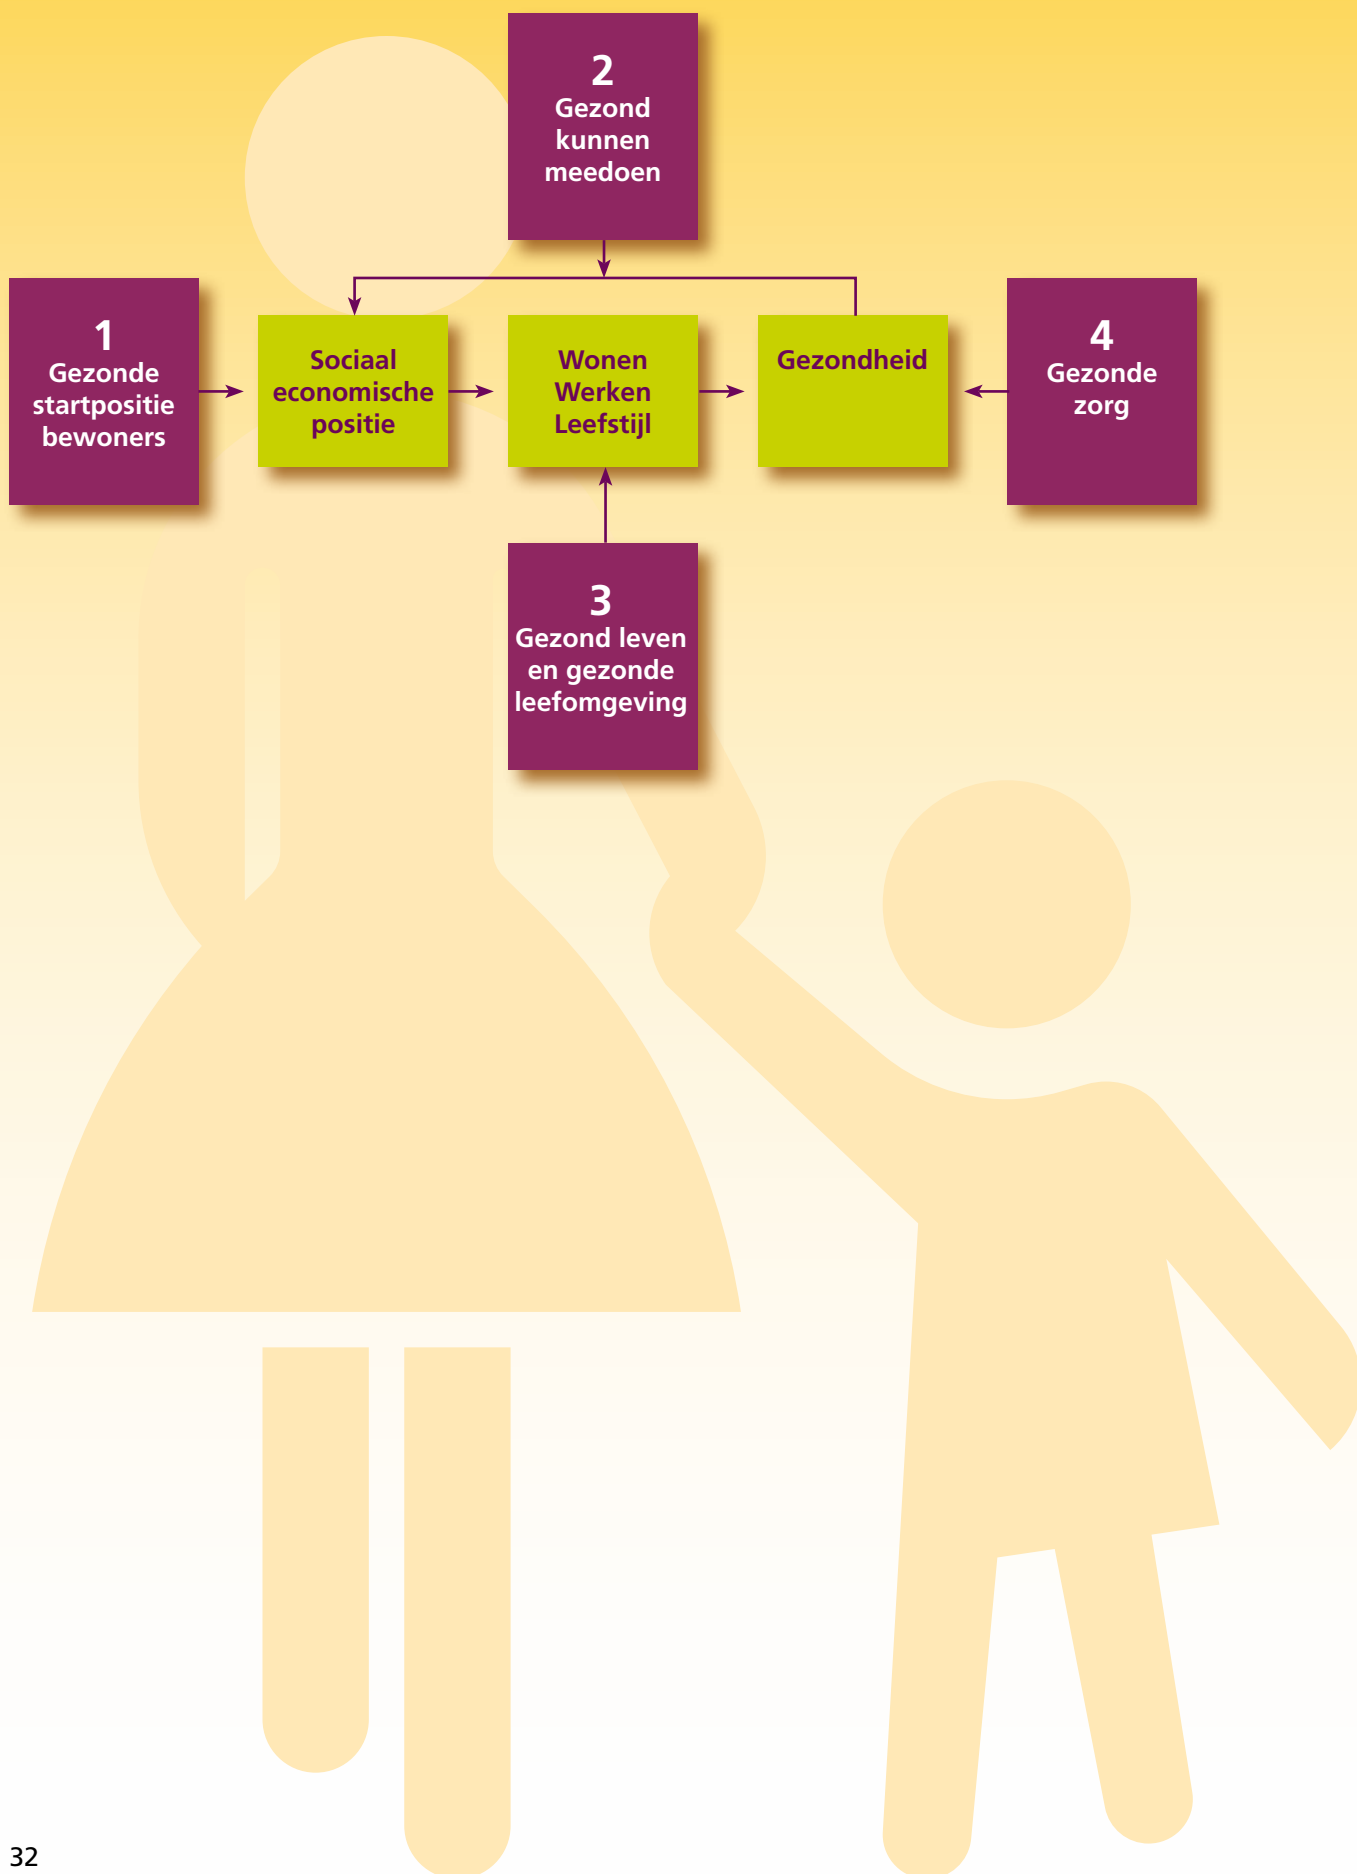 2
Gezond
kunnen
meedoen
1
Gezonde
startpositie
bewoners
Sociaal
economische
positie
Wonen
Werken
Leefstijl
Gezondheid
4
Gezonde
zorg
3
Gezond leven
en gezonde
leefomgeving
32